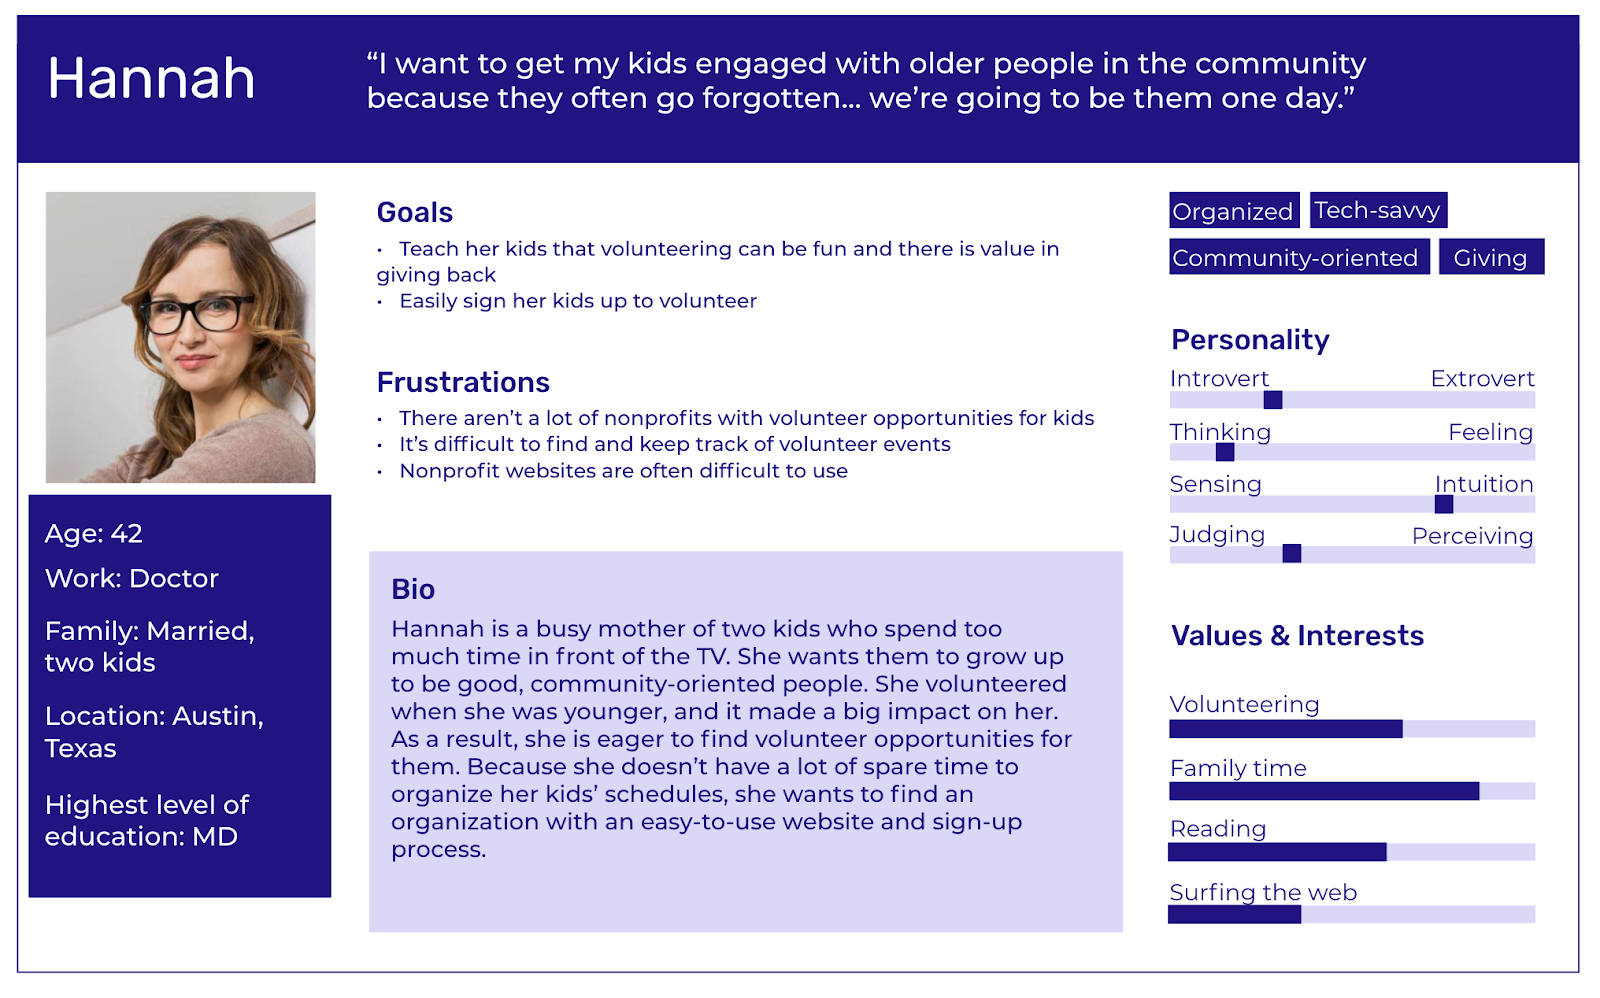 Hannah
“I want to get my kids engaged with older people in the community
because they often go forgotten... we’re going to be them one day.”
Age: 42
Work: Doctor
Family: Married,
two kids
Location: Austin,
Texas
Highest level of
education: MD
Goals
• Teach her kids that volunteering can be fun and there is value in
giving back
• Easily sign her kids up to volunteer
Frustrations
• There aren’t a lot of nonprofits with volunteer opportunities for kids
• It’s difficult to find and keep track of volunteer events
• Nonprofit websites are often difficult to use
Bio
Hannah is a busy mother of two kids who spend too
much time in front of the TV. She wants them to grow up
to be good, community-oriented people. She volunteered
when she was younger, and it made a big impact on her.
As a result, she is eager to find volunteer opportunities for
them. Because she doesn’t have a lot of spare time to
organize her kids’ schedules, she wants to find an
organization with an easy-to-use website and sign-up
process.
Organized Tech-savvy
Community-oriented Giving
Personality
Introvert Extrovert
Thinking Feeling
Sensing Intuition
Judging Perceiving
Values & Interests
Volunteering
Family time
Reading
Surfing the web